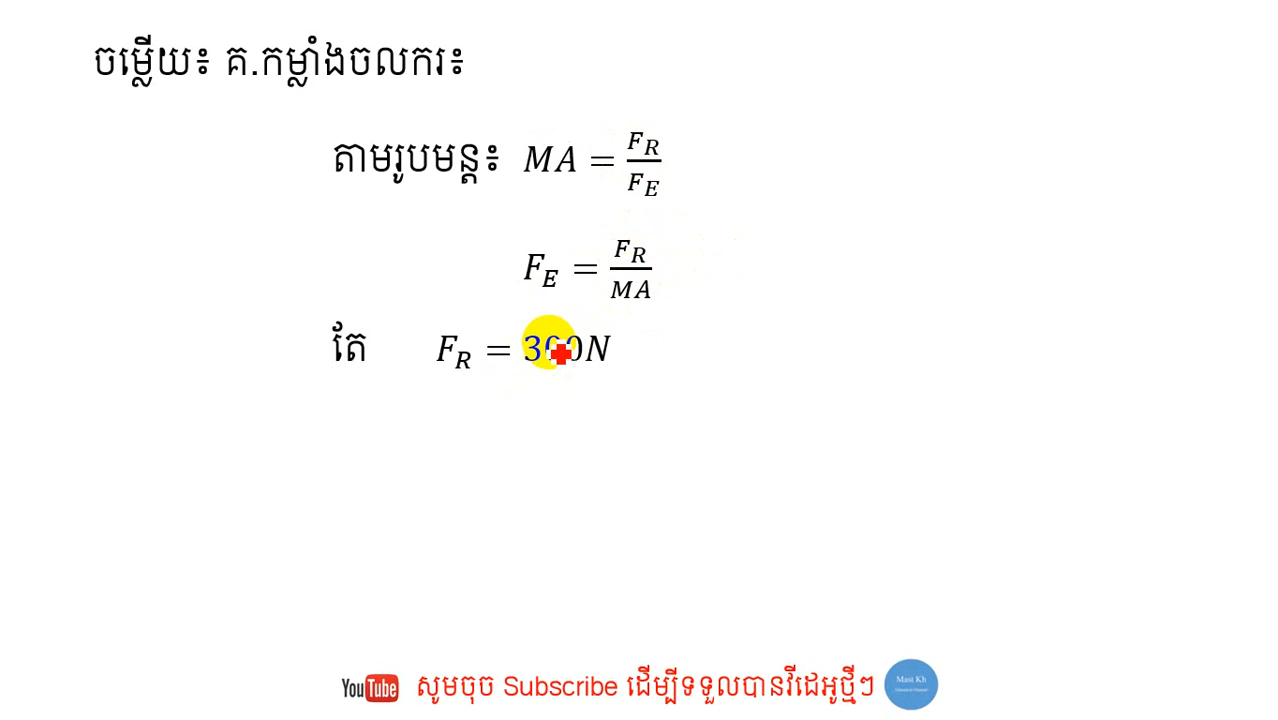 ចម្លើយ៖ គ.កម្លាំងចលករ៖
តាមរូបមន្ត៖ MA = F_R / F_E
F_E = F_R / MA
តែ F_R = 300N
YouTube សូមចុច Subscribe ដើម្បីទទួលបានវីដេអូថ្មីៗ Mast Kh